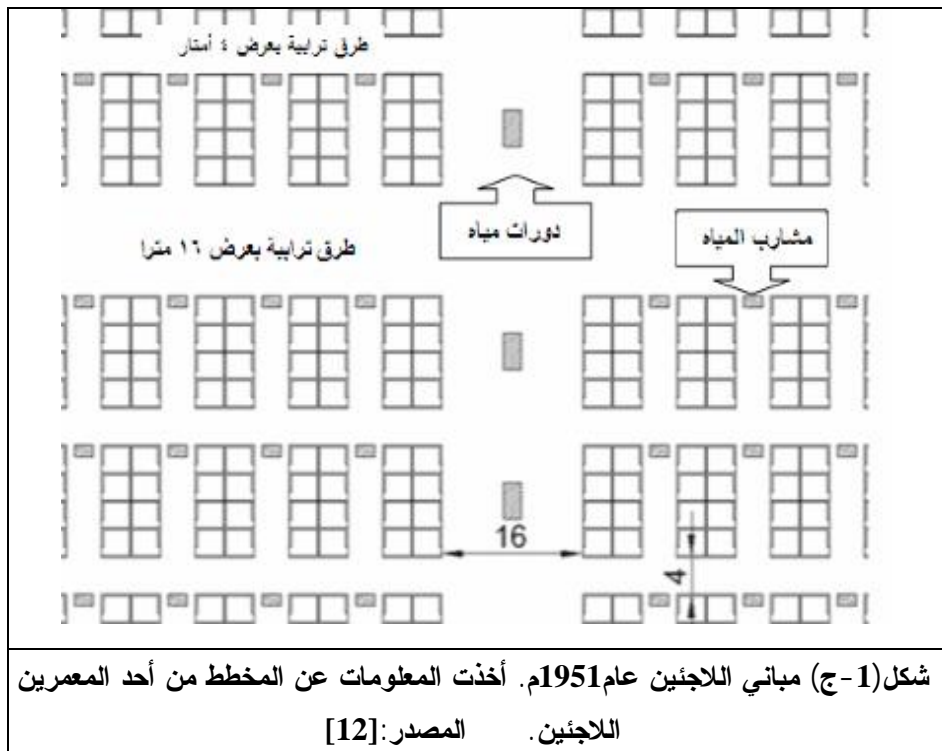 طرق ترابية بعرض ٤ أمتار
دورات مياه
مشارب المياه
طرق ترابية بعرض ١٦ مترا
16
4
شكل(1-ج) مباني اللاجئين عام1951م. أخذت المعلومات عن المخطط من أحد المعمرين
اللاجئين. المصدر:[12]